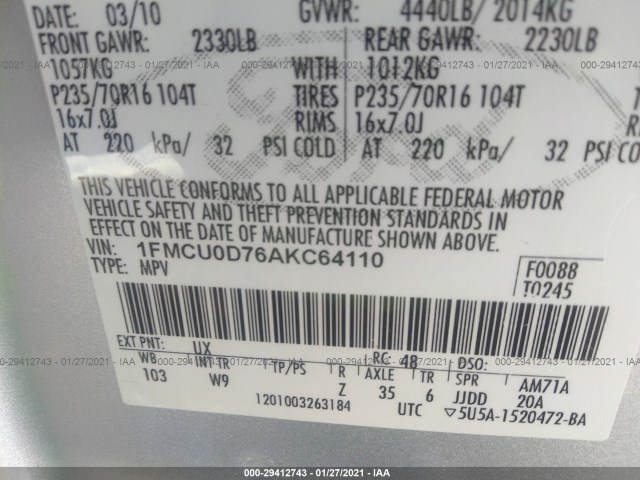 DATE: 03/10 GVWR: 4440LB/ 2014KG
FRONT GAWR: 2330LB REAR GAWR: 2230LB
1057KG WITH 1012KG
P235/70R16 104T TIRES P235/70R16 104T
16x7.0J RIMS 16x7.0J
AT 220 kPa/ 32 PSI COLD AT 220 kPa/ 32 PSI CO
THIS VEHICLE CONFORMS TO ALL APPLICABLE FEDERAL MOTOR
VEHICLE SAFETY AND THEFT PREVENTION STANDARDS IN
EFFECT ON THE DATE OF MANUFACTURE SHOWN ABOVE.
VIN: 1FMCU0D76AKC64110
TYPE: MPV
F0088
T0245
EXT PNT: UX RC: 48 DSO:
WB INT TR TP/PS R AXLE TR SPR AM71A
103 W9 Z 35 6 JJDD 20A
1201003263184 UTC ▽5U5A-1520472-BA
000-29412743 - 01/27/2021 - IAA